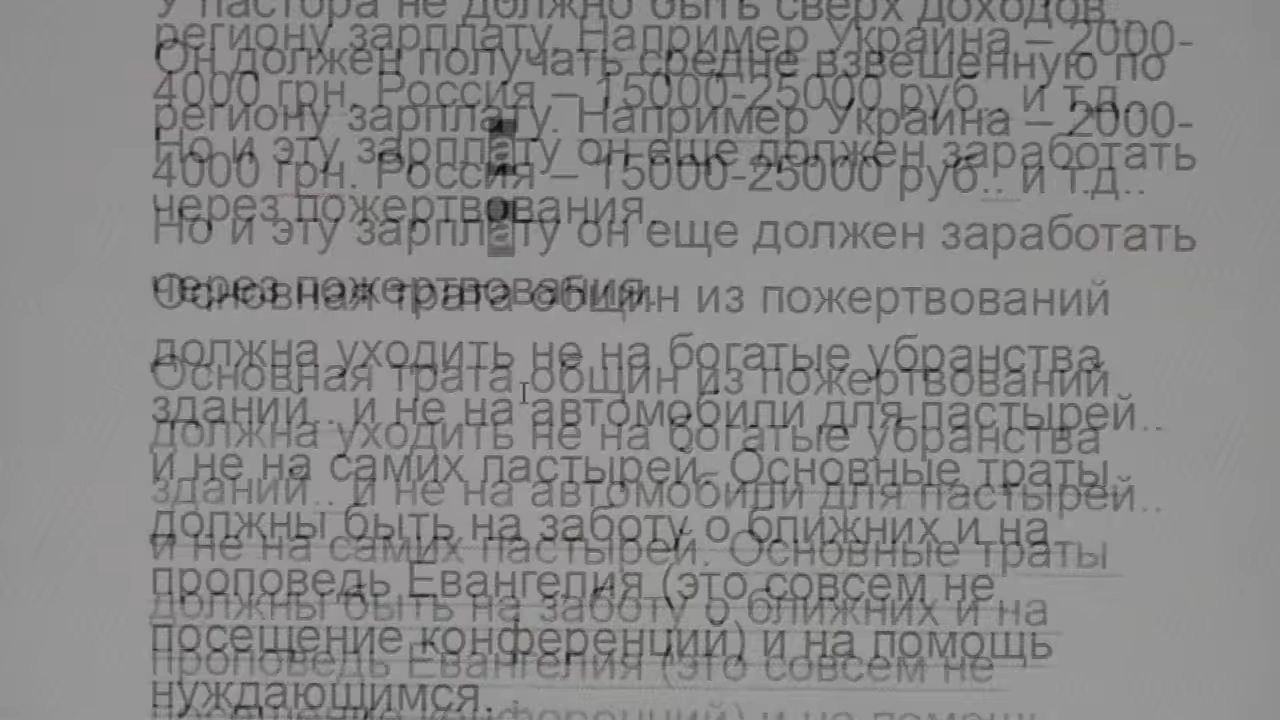 У пастора не должно быть сверх доходов..
Он должен получать средне взвешенную по
региону зарплату. Например Украина – 2000-
4000 грн. Россия – 15000-25000 руб.. и т.д..
Но и эту зарплату он еще должен заработать
через пожертвования.
Основная трата общин из пожертвований
должна уходить не на богатые убранства
зданий.. и не на автомобили для пастырей..
и не на самих пастырей. Основные траты
должны быть на заботу о ближних и на
проповедь Евангелия (это совсем не
посещение конференций) и на помощь
нуждающимся.